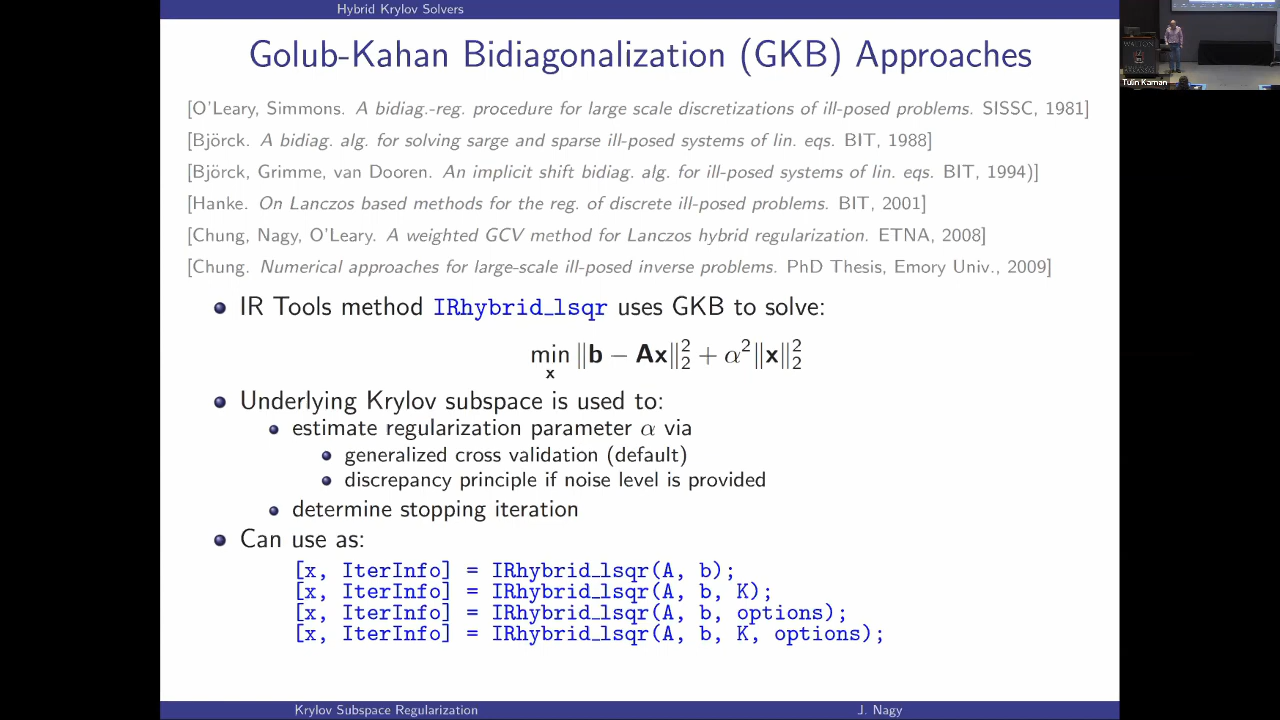 Hybrid Krylov Solvers
Golub-Kahan Bidiagonalization (GKB) Approaches
[O'Leary, Simmons. A bidiag.-reg. procedure for large scale discretizations of ill-posed problems. SISSC, 1981]
[Björck. A bidiag. alg. for solving sarge and sparse ill-posed systems of lin. eqs. BIT, 1988]
[Björck, Grimme, van Dooren. An implicit shift bidiag. alg. for ill-posed systems of lin. eqs. BIT, 1994)]
[Hanke. On Lanczos based methods for the reg. of discrete ill-posed problems. BIT, 2001]
[Chung, Nagy, O'Leary. A weighted GCV method for Lanczos hybrid regularization. ETNA, 2008]
[Chung. Numerical approaches for large-scale ill-posed inverse problems. PhD Thesis, Emory Univ., 2009]
IR Tools method IRhybrid_lsqr uses GKB to solve:
min_x ‖b − Ax‖₂² + α²‖x‖₂²
Underlying Krylov subspace is used to:
estimate regularization parameter α via
generalized cross validation (default)
discrepancy principle if noise level is provided
determine stopping iteration
Can use as:
[x, IterInfo] = IRhybrid_lsqr(A, b);
[x, IterInfo] = IRhybrid_lsqr(A, b, K);
[x, IterInfo] = IRhybrid_lsqr(A, b, options);
[x, IterInfo] = IRhybrid_lsqr(A, b, K, options);
Krylov Subspace Regularization
J. Nagy
WALTON
Tulin Kaman